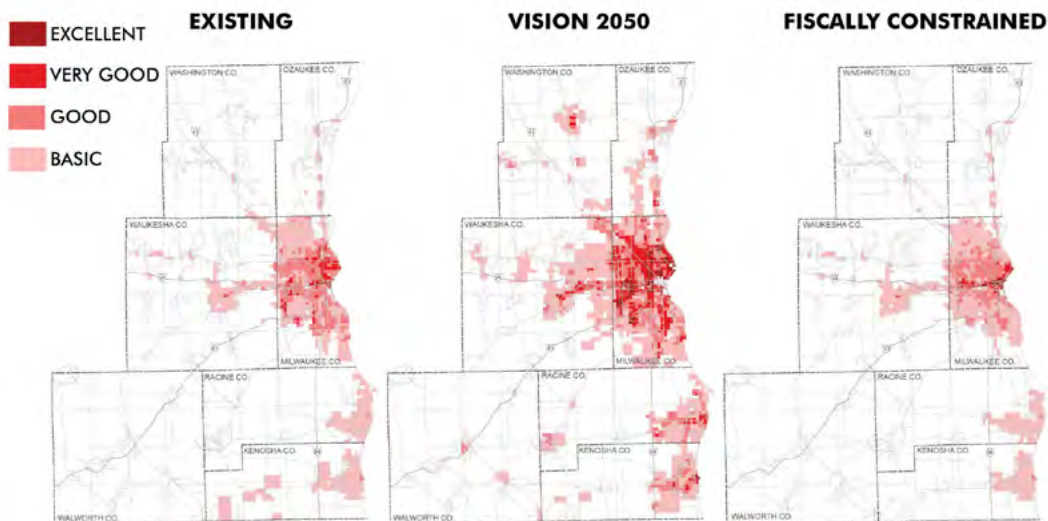 EXISTING
VISION 2050
FISCALLY CONSTRAINED
EXCELLENT
VERY GOOD
GOOD
BASIC
WASHINGTON CO.
OZAUKEE CO.
WAUKESHA CO.
MILWAUKEE CO.
RACINE CO.
KENOSHA CO.
WALWORTH CO.
WASHINGTON CO.
OZAUKEE CO.
WAUKESHA CO.
MILWAUKEE CO.
RACINE CO.
KENOSHA CO.
WALWORTH CO.
WASHINGTON CO.
OZAUKEE CO.
WAUKESHA CO.
MILWAUKEE CO.
RACINE CO.
KENOSHA CO.
WALWORTH CO.